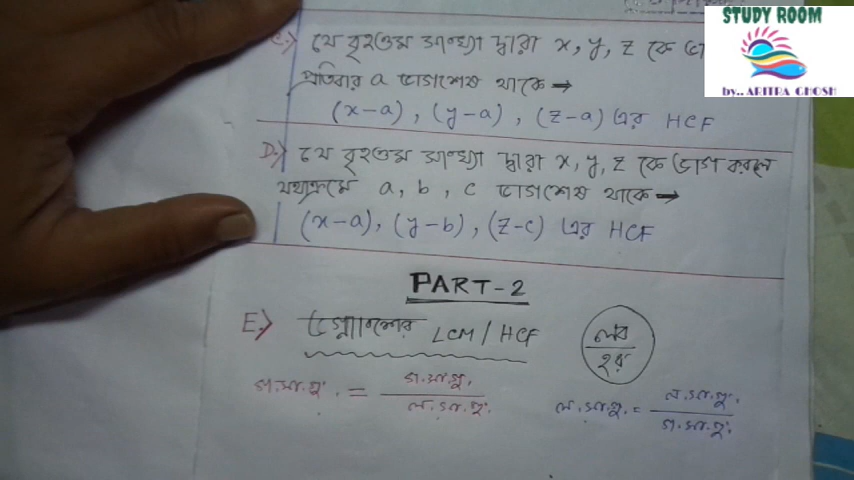 STUDY ROOM
by.. ARITRA GHOSH
C.) যে বৃহত্তম সংখ্যা দ্বারা x, y, z কে
প্রতিবার a ভাগশেষ থাকে →
(x-a), (y-a), (z-a) এর HCF
D.) যে বৃহত্তম সংখ্যা দ্বারা x, y, z কে ভাগ করলে
যথাক্রমে a, b, c ভাগশেষ থাকে →
(x-a), (y-b), (z-c) এর HCF
PART-2
E.) ভগ্নাংশের LCM / HCF
লব
হর
গ.সা.গু. = গ.সা.গু. / ল.সা.গু.
ল.সা.গু. = ল.সা.গু. / গ.সা.গু.